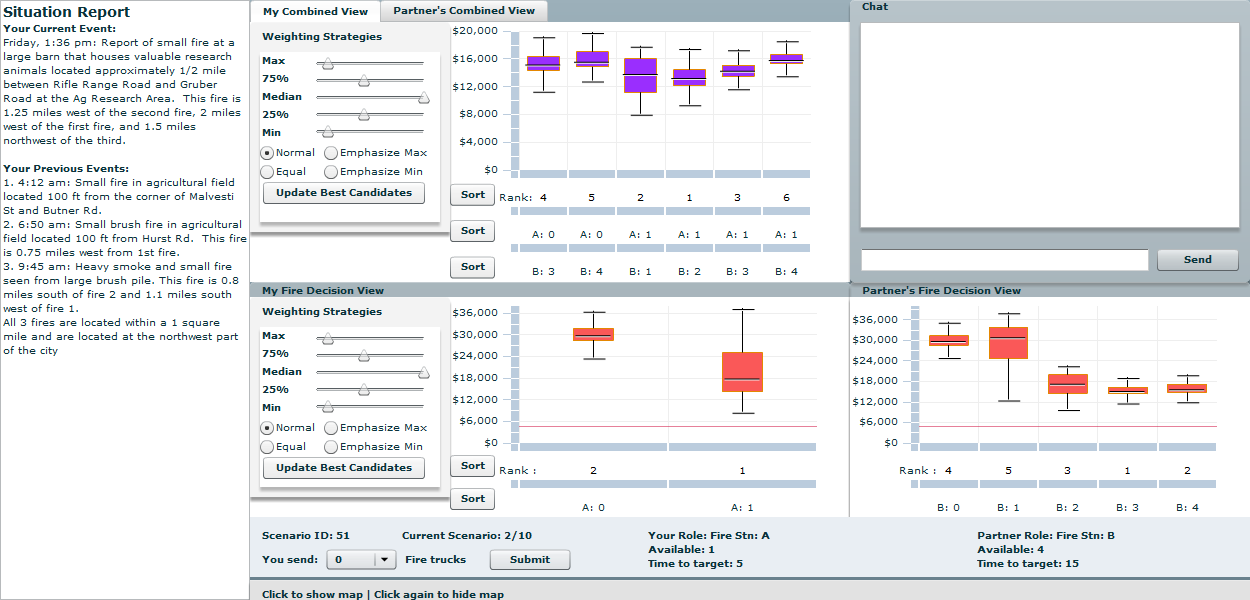 Situation Report
Your Current Event:
Friday, 1:36 pm: Report of small fire at a
large barn that houses valuable research
animals located approximately 1/2 mile
between Rifle Range Road and Gruber
Road at the Ag Research Area.  This fire is
1.25 miles west of the second fire, 2 miles
west of the first fire, and 1.5 miles
northwest of the third.
Your Previous Events:
1. 4:12 am: Small fire in agricultural field
located 100 ft from the corner of Malvesti
St and Butner Rd.
2. 6:50 am: Small brush fire in agricultural
field located 100 ft from Hurst Rd.  This fire
is 0.75 miles west from 1st fire.
3. 9:45 am: Heavy smoke and small fire
seen from large brush pile. This fire is 0.8
miles south of fire 2 and 1.1 miles south
west of fire 1.
All 3 fires are located within a 1 square
mile and are located at the northwest part
of the city
My Combined View
Partner's Combined View
Weighting Strategies
Max
75%
Median
25%
Min
Normal
Emphasize Max
Equal
Emphasize Min
Update Best Candidates
$20,000
$16,000
$12,000
$8,000
$4,000
$0
Sort
Rank: 4 5 2 1 3 6
Sort
A: 0 A: 0 A: 1 A: 1 A: 1 A: 1
Sort
B: 3 B: 4 B: 1 B: 2 B: 3 B: 4
Chat
Send
My Fire Decision View
Weighting Strategies
Max
75%
Median
25%
Min
Normal
Emphasize Max
Equal
Emphasize Min
Update Best Candidates
$36,000
$30,000
$24,000
$18,000
$12,000
$6,000
$0
Sort
Rank : 2 1
Sort
A: 0 A: 1
Partner's Fire Decision View
$36,000
$30,000
$24,000
$18,000
$12,000
$6,000
$0
Rank : 4 5 3 1 2
B: 0 B: 1 B: 2 B: 3 B: 4
Scenario ID: 51
Current Scenario: 2/10
You send:
0
Fire trucks
Submit
Your Role: Fire Stn: A
Available: 1
Time to target: 5
Partner Role: Fire Stn: B
Available: 4
Time to target: 15
Click to show map | Click again to hide map